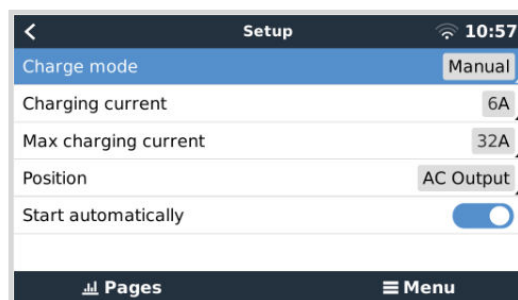 Setup 10:57
Charge mode Manual
Charging current 6A
Max charging current 32A
Position AC Output
Start automatically
Pages Menu